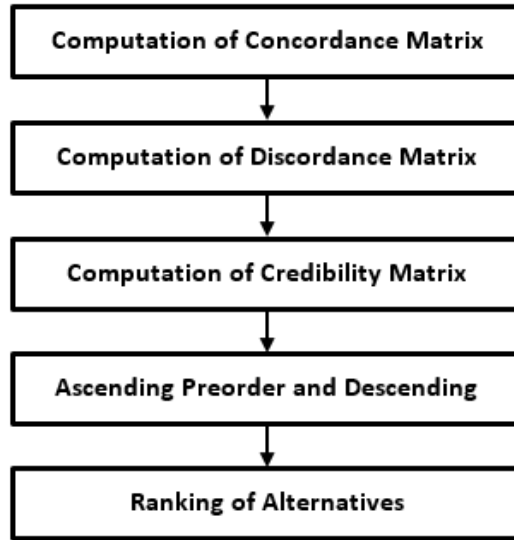 Computation of Concordance Matrix
Computation of Discordance Matrix
Computation of Credibility Matrix
Ascending Preorder and Descending
Ranking of Alternatives